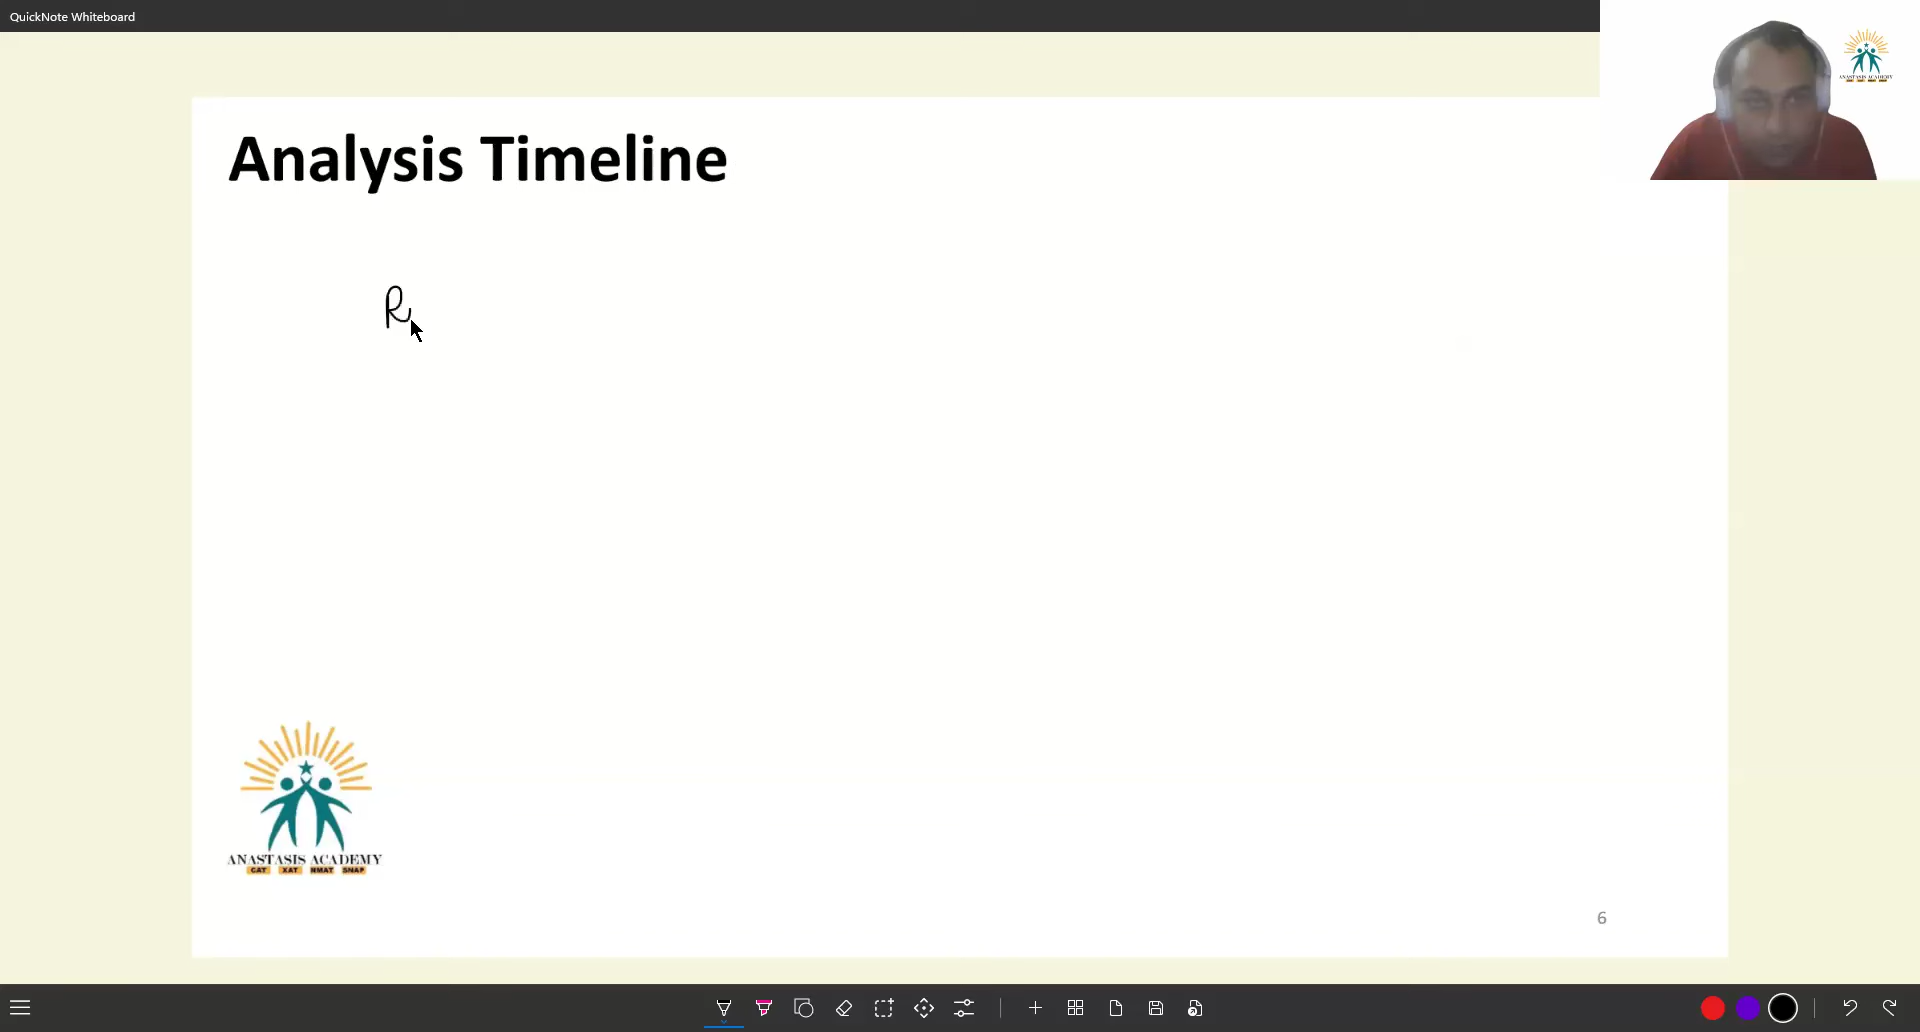 QuickNote Whiteboard
Analysis Timeline
R
ANASTASIS ACADEMY
CAT XAT NMAT SNAP
6